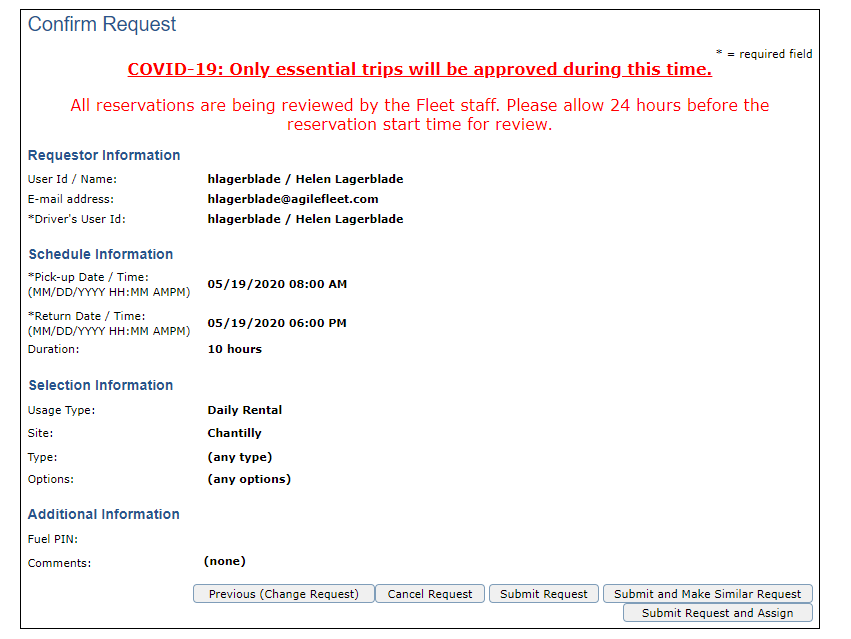 Confirm Request
* = required field
COVID-19: Only essential trips will be approved during this time.
All reservations are being reviewed by the Fleet staff. Please allow 24 hours before the
reservation start time for review.
Requestor Information
User Id / Name: hlagerblade / Helen Lagerblade
E-mail address: hlagerblade@agilefleet.com
*Driver's User Id: hlagerblade / Helen Lagerblade
Schedule Information
*Pick-up Date / Time:
(MM/DD/YYYY HH:MM AMPM) 05/19/2020 08:00 AM
*Return Date / Time:
(MM/DD/YYYY HH:MM AMPM) 05/19/2020 06:00 PM
Duration: 10 hours
Selection Information
Usage Type: Daily Rental
Site: Chantilly
Type: (any type)
Options: (any options)
Additional Information
Fuel PIN:
Comments: (none)
Previous (Change Request) Cancel Request Submit Request Submit and Make Similar Request
Submit Request and Assign